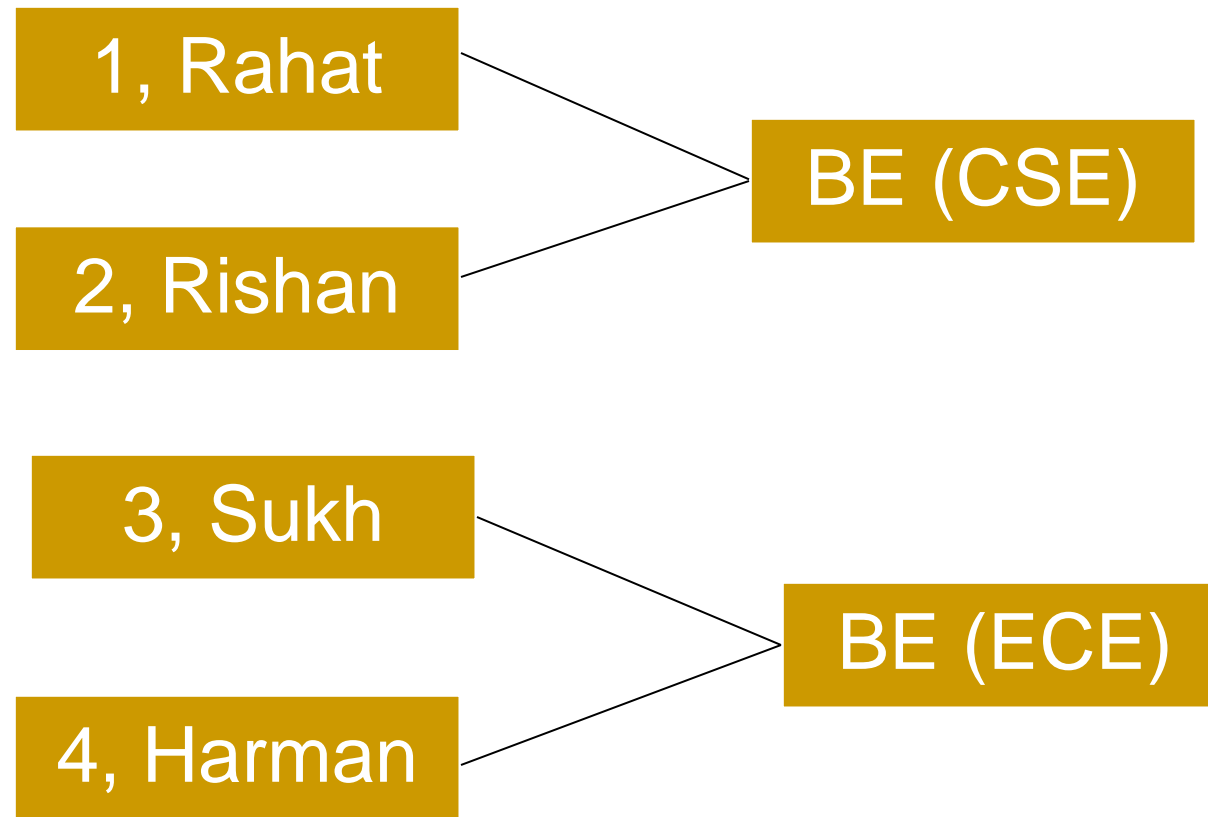 1, Rahat
2, Rishan
BE (CSE)
3, Sukh
4, Harman
BE (ECE)